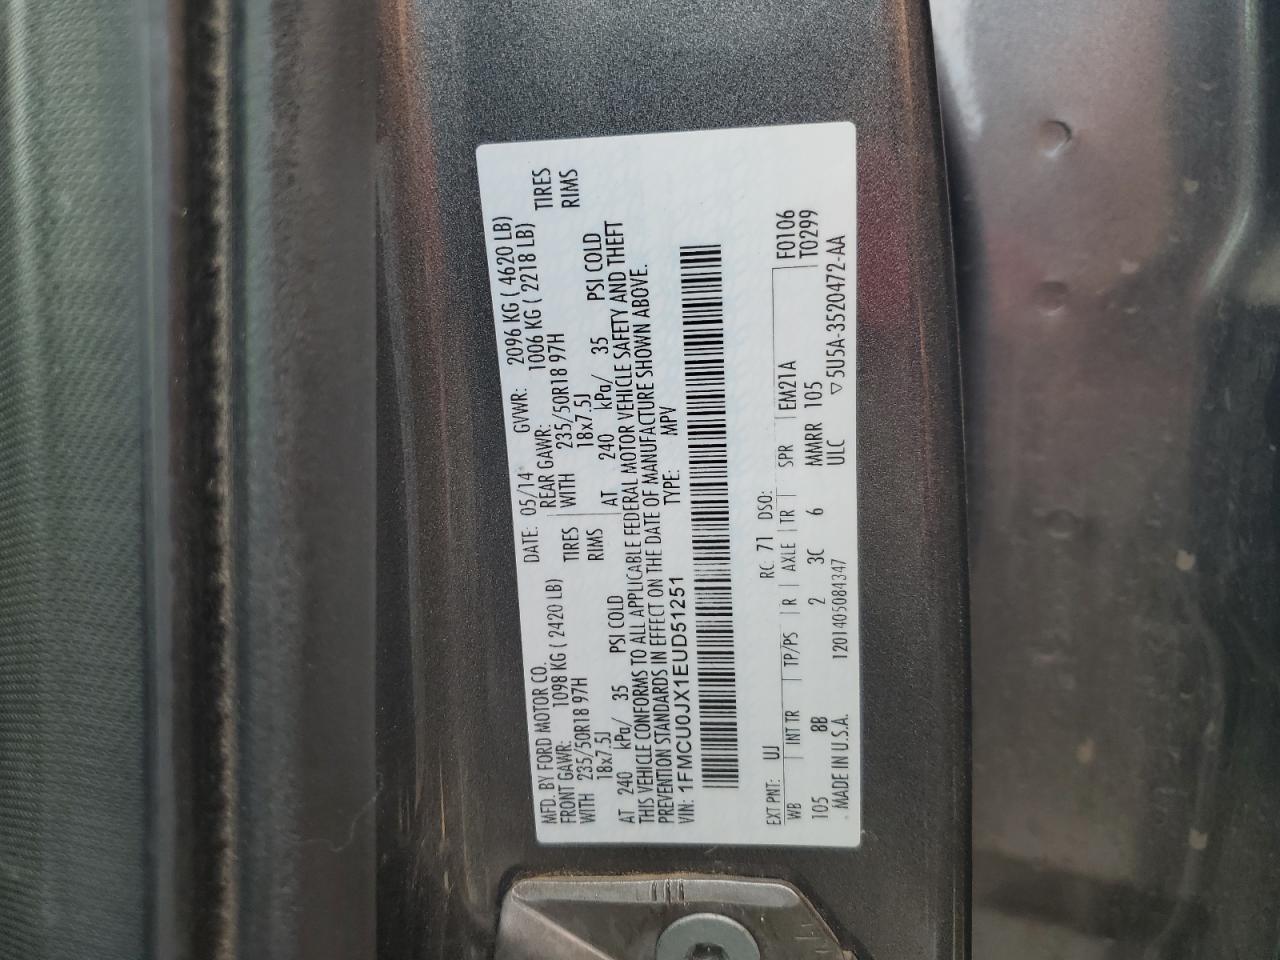 MFD. BY FORD MOTOR CO.
DATE: 05/14
GVWR: 2096 KG ( 4620 LB)
FRONT GAWR: 1098 KG ( 2420 LB)
REAR GAWR: 1006 KG ( 2218 LB)
WITH 235/50R18 97H TIRES
WITH 235/50R18 97H TIRES
18x7.5J RIMS
18x7.5J RIMS
AT 240 kPa/ 35 PSI COLD
AT 240 kPa/ 35 PSI COLD
THIS VEHICLE CONFORMS TO ALL APPLICABLE FEDERAL MOTOR VEHICLE SAFETY AND THEFT
PREVENTION STANDARDS IN EFFECT ON THE DATE OF MANUFACTURE SHOWN ABOVE.
VIN: 1FMCU0JX1EUD51251
TYPE: MPV
EXT PNT: UJ RC 71 DSO: F0106
WB INT TR TP/PS R AXLE TR SPR EM21A T0299
105 8B 2 3C 6 MMRR 105
MADE IN U.S.A. 1201405084347 ULC ▽5U5A-3520472-AA